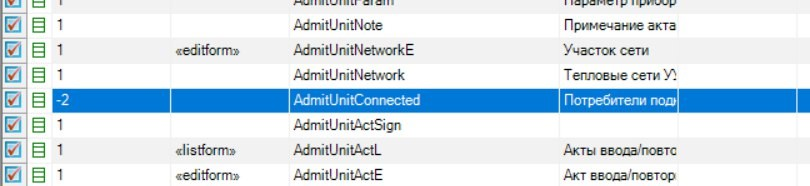 1 AdmitUnitParam Параметр прибор
1 AdmitUnitNote Примечание акта
1 «editform» AdmitUnitNetworkE Участок сети
1 AdmitUnitNetwork Тепловые сети УУ
-2 AdmitUnitConnected Потребители подк
1 AdmitUnitActSign
1 «listform» AdmitUnitActL Акты ввода/повто
1 «editform» AdmitUnitActE Акт ввода/повтор